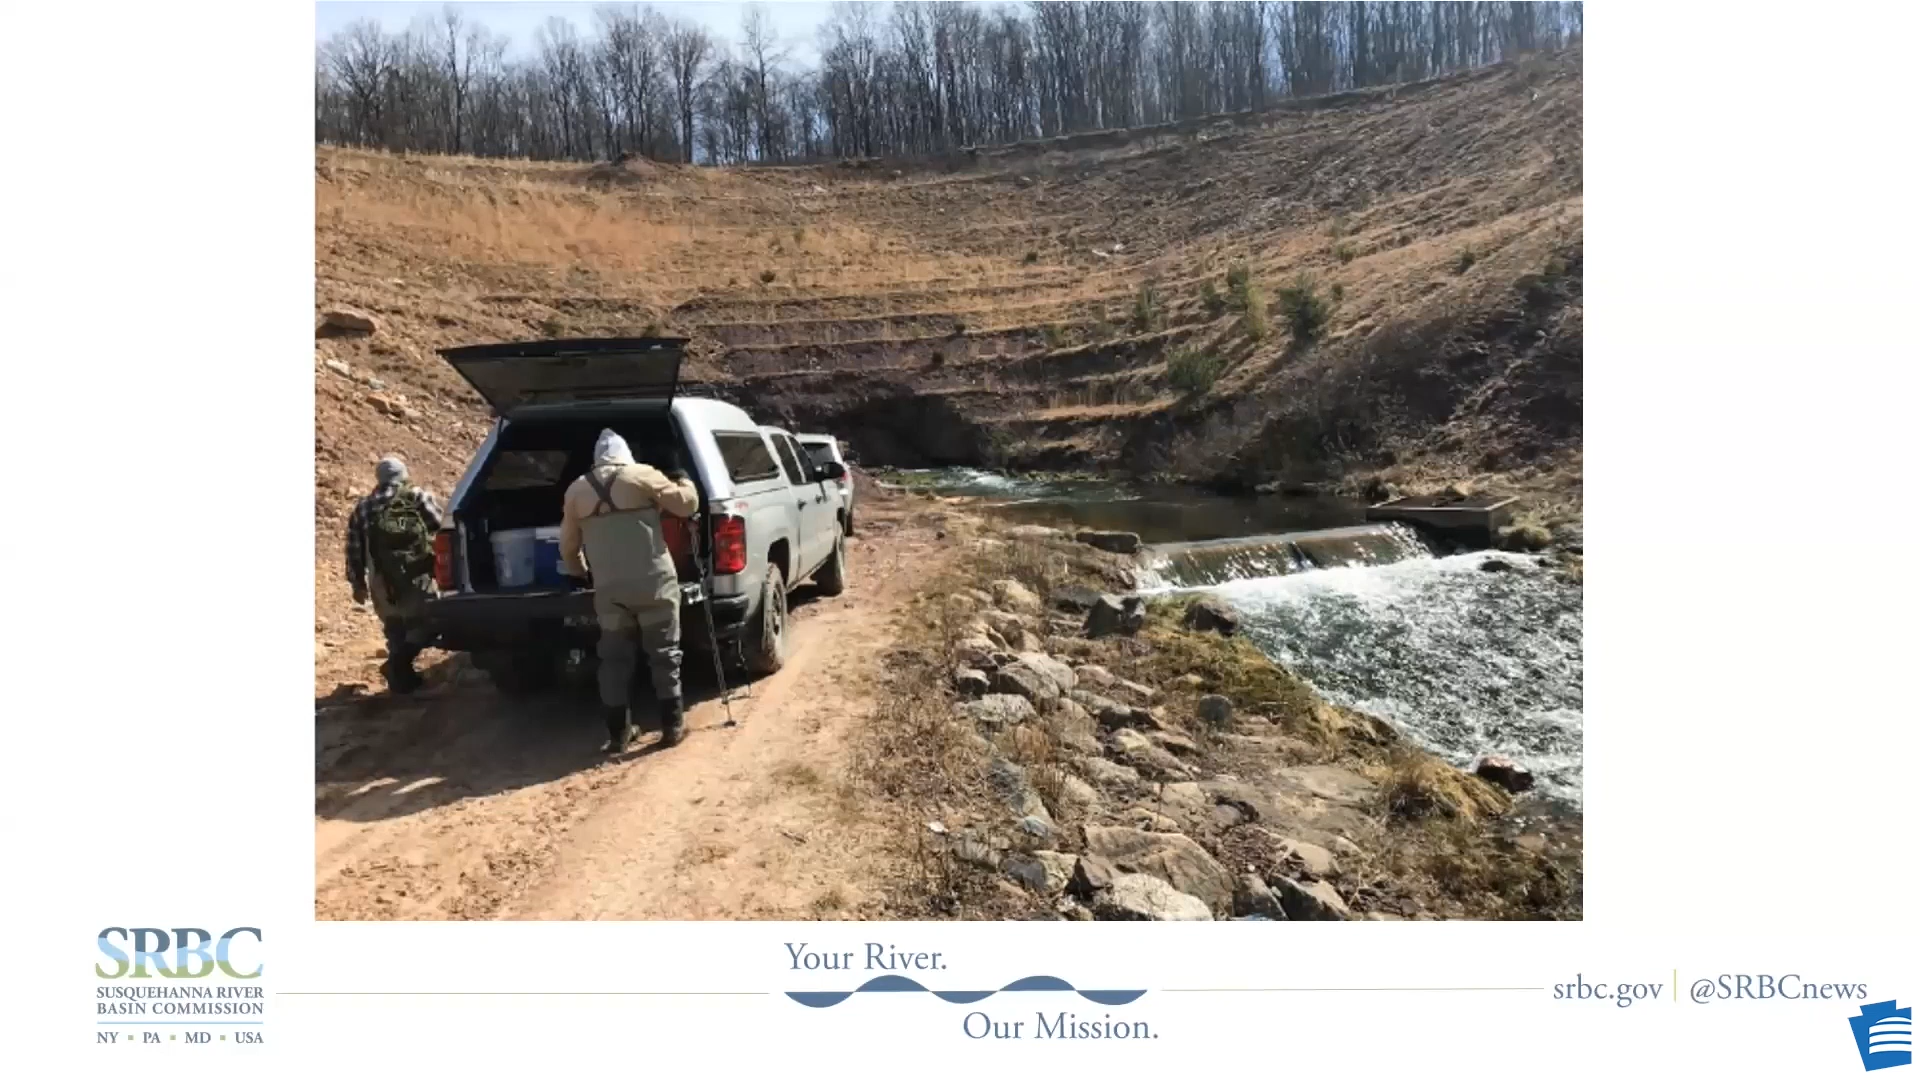 SRBC
SUSQUEHANNA RIVER
BASIN COMMISSION
NY ▪ PA ▪ MD ▪ USA
Your River.
Our Mission.
srbc.gov | @SRBCnews